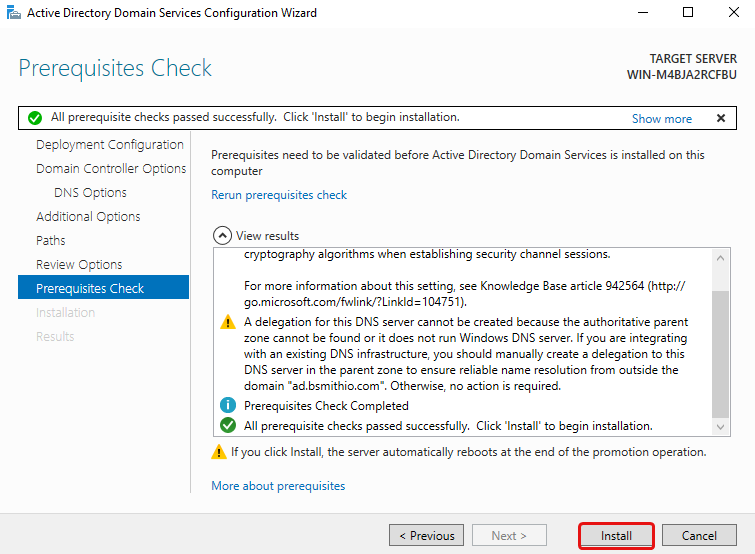 Active Directory Domain Services Configuration Wizard
Prerequisites Check
TARGET SERVER
WIN-M4BJA2RCFBU
All prerequisite checks passed successfully. Click 'Install' to begin installation.
Show more
Deployment Configuration
Domain Controller Options
DNS Options
Additional Options
Paths
Review Options
Prerequisites Check
Installation
Results
Prerequisites need to be validated before Active Directory Domain Services is installed on this
computer
Rerun prerequisites check
View results
cryptography algorithms when establishing security channel sessions.
For more information about this setting, see Knowledge Base article 942564 (http://
go.microsoft.com/fwlink/?LinkId=104751).
A delegation for this DNS server cannot be created because the authoritative parent
zone cannot be found or it does not run Windows DNS server. If you are integrating
with an existing DNS infrastructure, you should manually create a delegation to this
DNS server in the parent zone to ensure reliable name resolution from outside the
domain "ad.bsmithio.com". Otherwise, no action is required.
Prerequisites Check Completed
All prerequisite checks passed successfully. Click 'Install' to begin installation.
If you click Install, the server automatically reboots at the end of the promotion operation.
More about prerequisites
< Previous
Next >
Install
Cancel